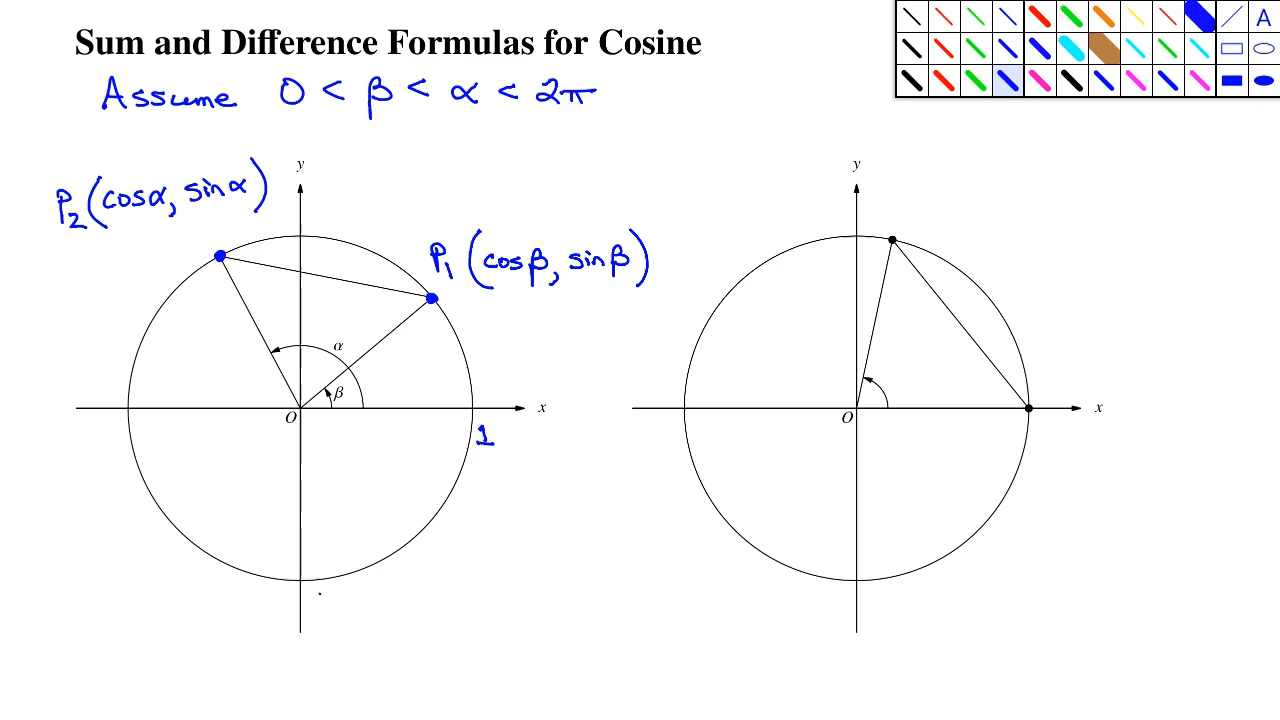 Sum and Difference Formulas for Cosine
Assume 0 < β < α < 2π
A
y
y
P₂(cosα, sinα)
P₁(cosβ, sinβ)
α
β
O
x
1
O
x